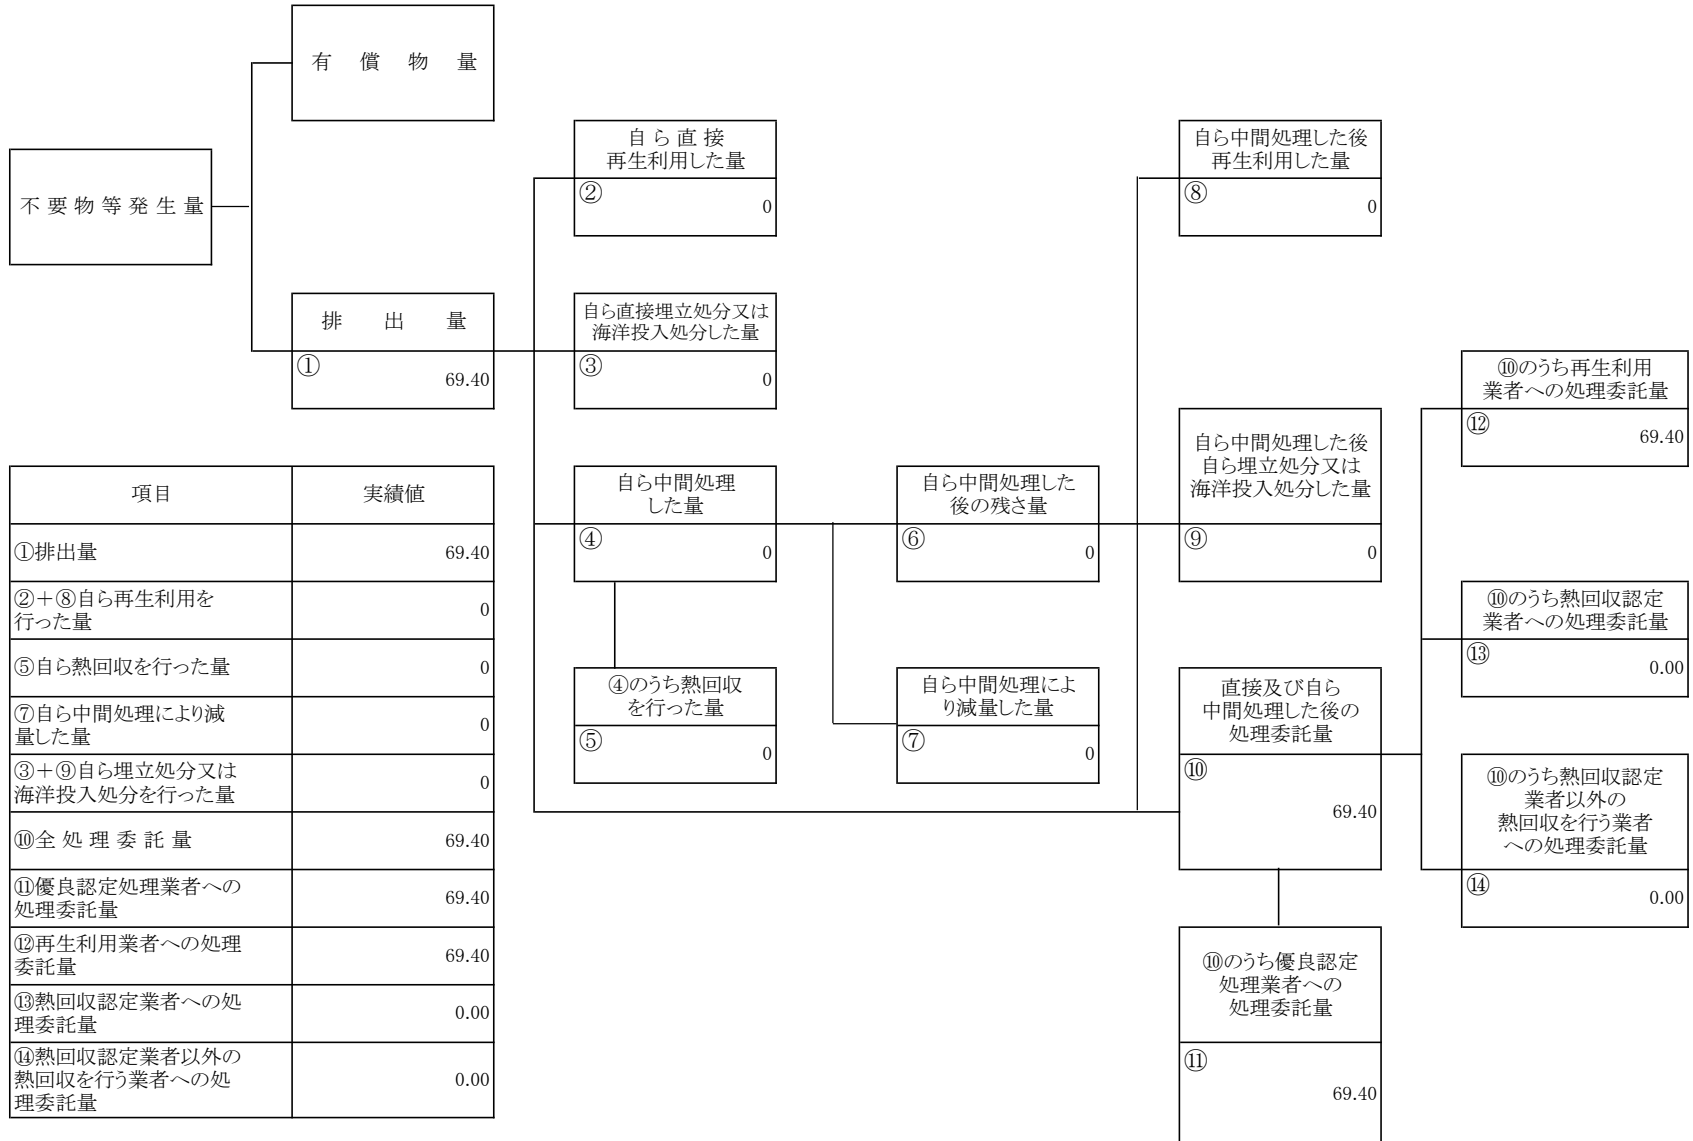 有償物量
不要物等発生量
排出量
①
69.40
自ら直接
再生利用した量
②
0
自ら直接埋立処分又は
海洋投入処分した量
③
0
自ら中間処理
した量
④
0
④のうち熱回収
を行った量
⑤
0
自ら中間処理した
後の残さ量
⑥
0
自ら中間処理によ
り減量した量
⑦
0
自ら中間処理した後
再生利用した量
⑧
0
自ら中間処理した後
自ら埋立処分又は
海洋投入処分した量
⑨
0
直接及び自ら
中間処理した後の
処理委託量
⑩
69.40
⑩のうち優良認定
処理業者への
処理委託量
⑪
69.40
⑩のうち再生利用
業者への処理委託量
⑫
69.40
⑩のうち熱回収認定
業者への処理委託量
⑬
0.00
⑩のうち熱回収認定
業者以外の
熱回収を行う業者
への処理委託量
⑭
0.00
項目 実績値
①排出量 69.40
②+⑧自ら再生利用を
行った量 0
⑤自ら熱回収を行った量 0
⑦自ら中間処理により減
量した量 0
③+⑨自ら埋立処分又は
海洋投入処分を行った量 0
⑩全処理委託量 69.40
⑪優良認定処理業者への
処理委託量 69.40
⑫再生利用業者への処理
委託量 69.40
⑬熱回収認定業者への処
理委託量 0.00
⑭熱回収認定業者以外の
熱回収を行う業者への処
理委託量 0.00